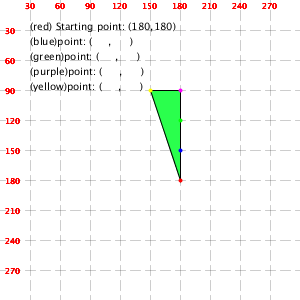 30 60 90 120 150 180 210 240 270
30
(red) Starting point: (180,180)
(blue)point: ( , )
(green)point: ( , )
(purple)point: ( , )
(yellow)point: ( , )
60
90
120
150
180
210
240
270